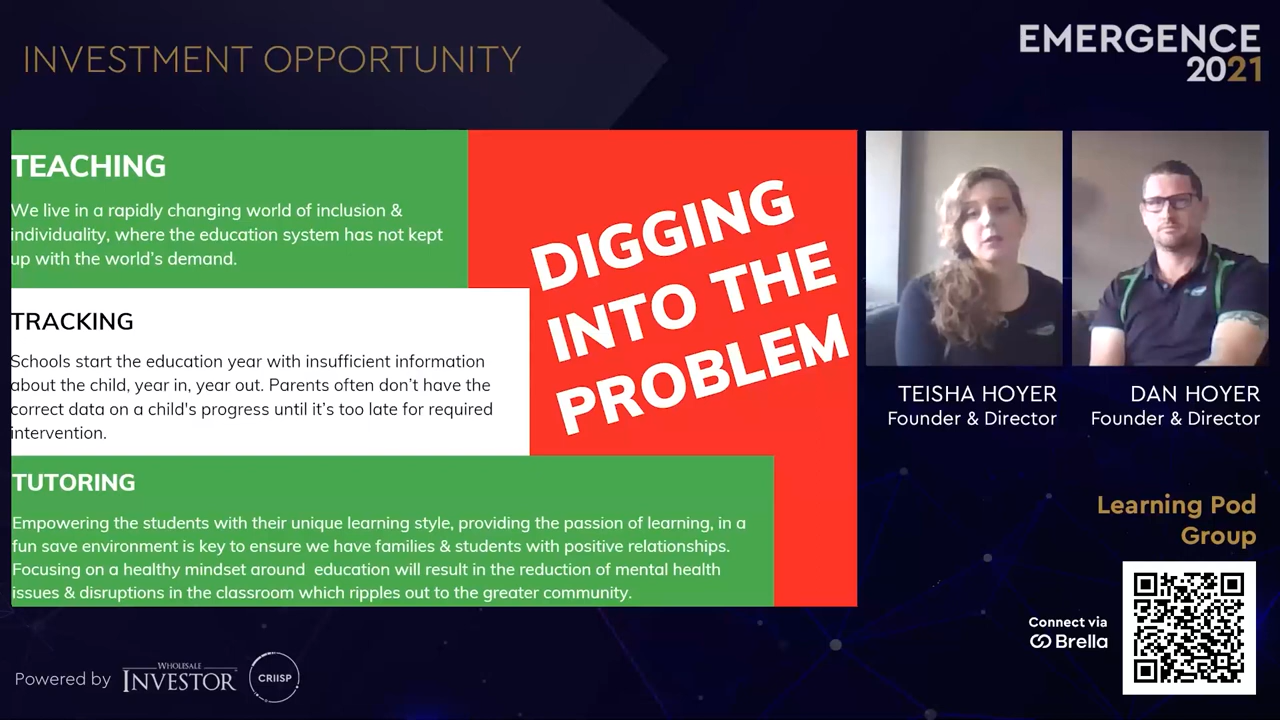 INVESTMENT OPPORTUNITY
EMERGENCE
2021
TEACHING
We live in a rapidly changing world of inclusion &
individuality, where the education system has not kept
up with the world's demand.
TRACKING
Schools start the education year with insufficient information
about the child, year in, year out. Parents often don't have the
correct data on a child's progress until it's too late for required
intervention.
TUTORING
Empowering the students with their unique learning style, providing the passion of learning, in a
fun save environment is key to ensure we have families & students with positive relationships.
Focusing on a healthy mindset around education will result in the reduction of mental health
issues & disruptions in the classroom which ripples out to the greater community.
DIGGING
INTO THE
PROBLEM
TEISHA HOYER
Founder & Director
DAN HOYER
Founder & Director
Learning Pod
Group
Connect via
Brella
Powered by
WHOLESALE
INVESTOR
CRIISP